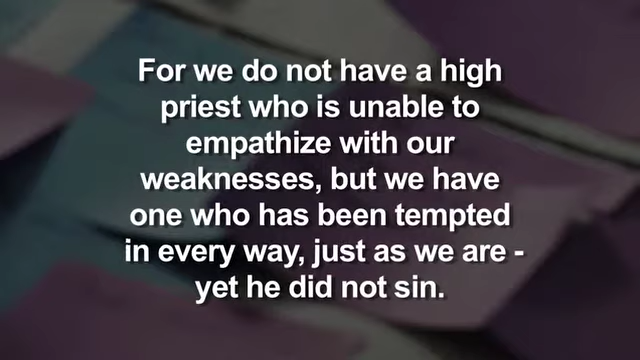 For we do not have a high
priest who is unable to
empathize with our
weaknesses, but we have
one who has been tempted
in every way, just as we are -
yet he did not sin.